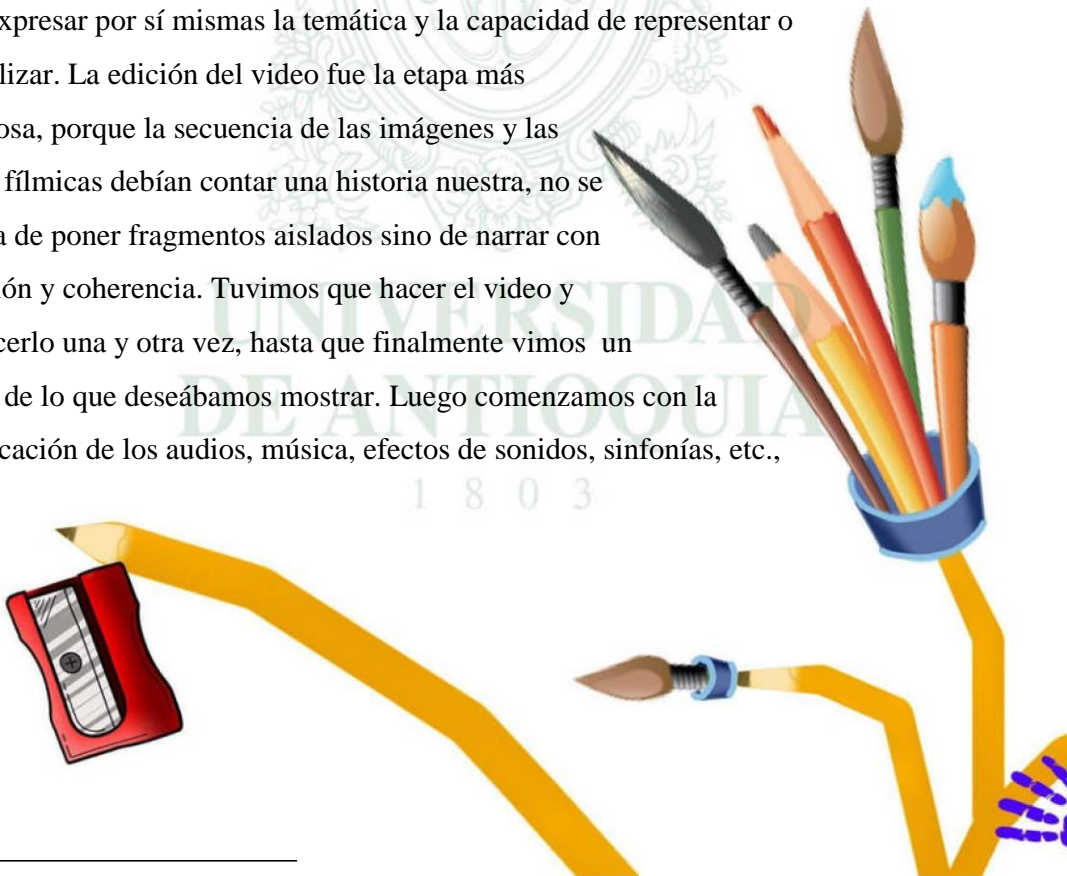 xpresar por sí mismas la temática y la capacidad de representar o
lizar. La edición del video fue la etapa más
osa, porque la secuencia de las imágenes y las
fílmicas debían contar una historia nuestra, no se
a de poner fragmentos aislados sino de narrar con
ión y coherencia. Tuvimos que hacer el video y
cerlo una y otra vez, hasta que finalmente vimos un
de lo que deseábamos mostrar. Luego comenzamos con la
cación de los audios, música, efectos de sonidos, sinfonías, etc.,
UNIVERSIDAD
DE ANTIOQUIA
1 8 0 3